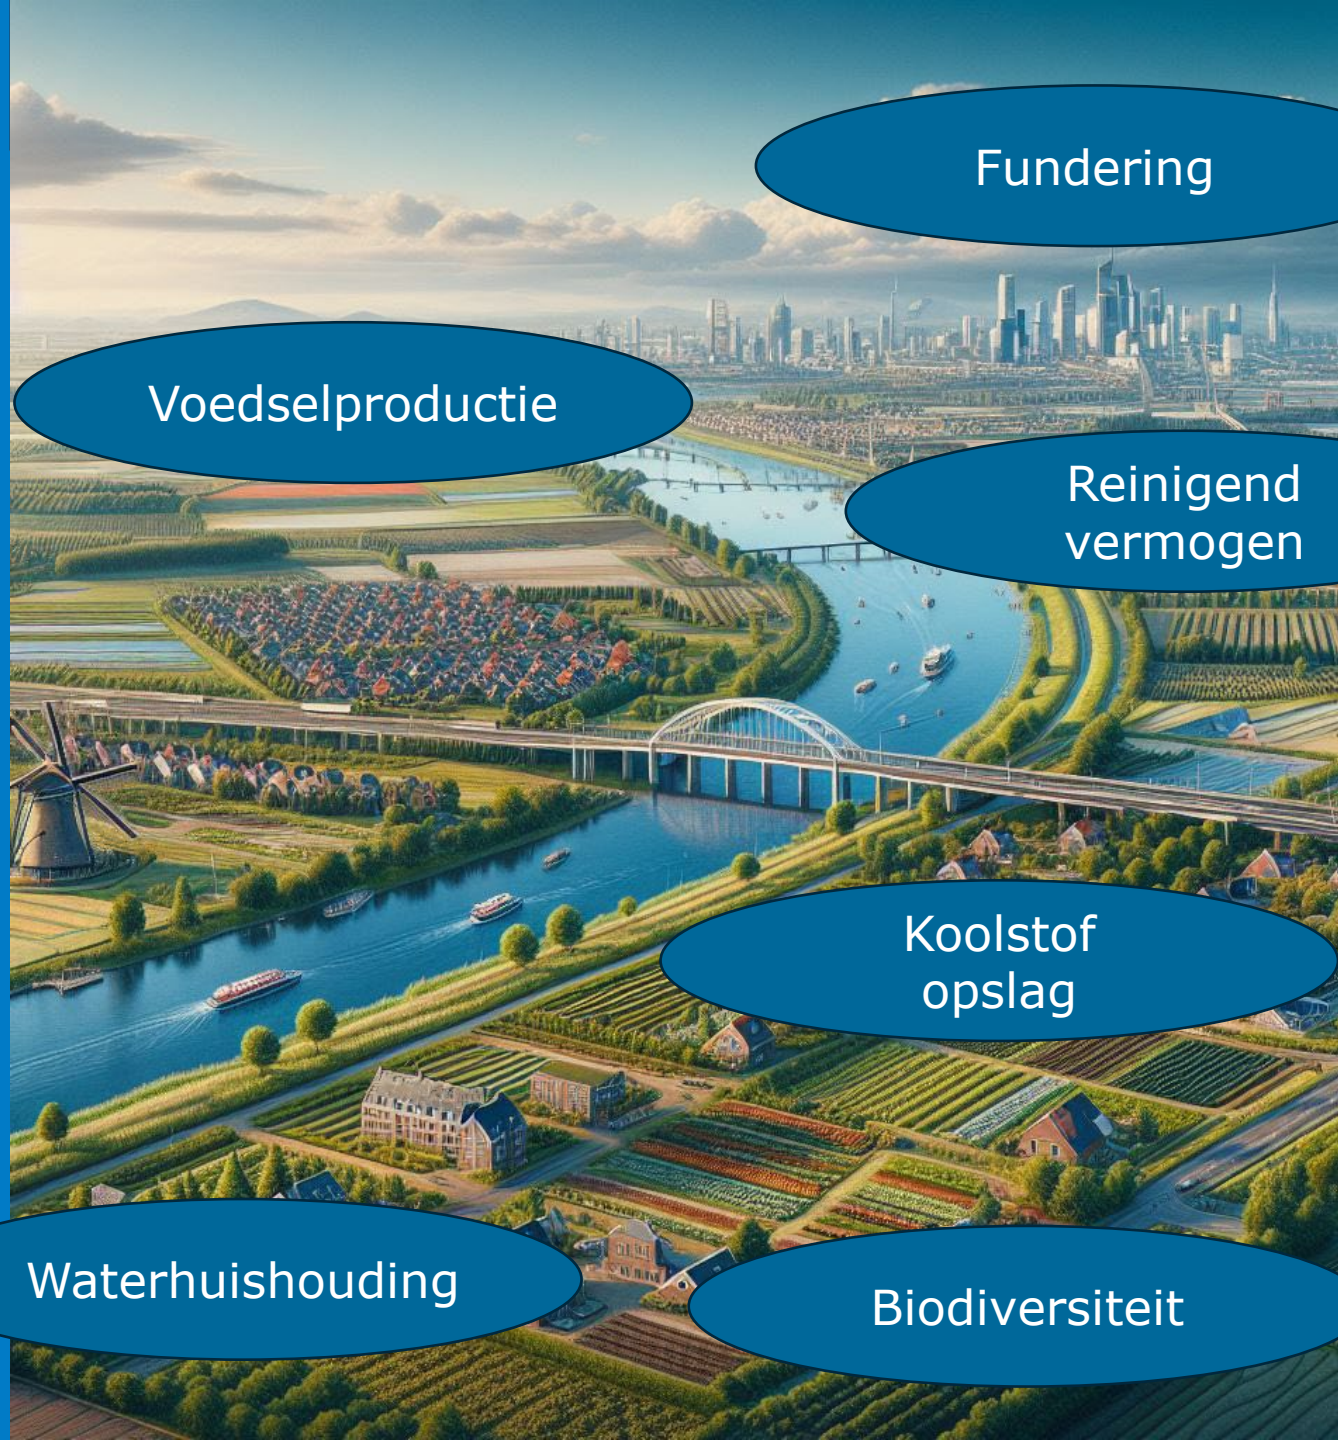 Fundering
Voedselproductie
Reinigend
vermogen
Koolstof
opslag
Waterhuishouding
Biodiversiteit